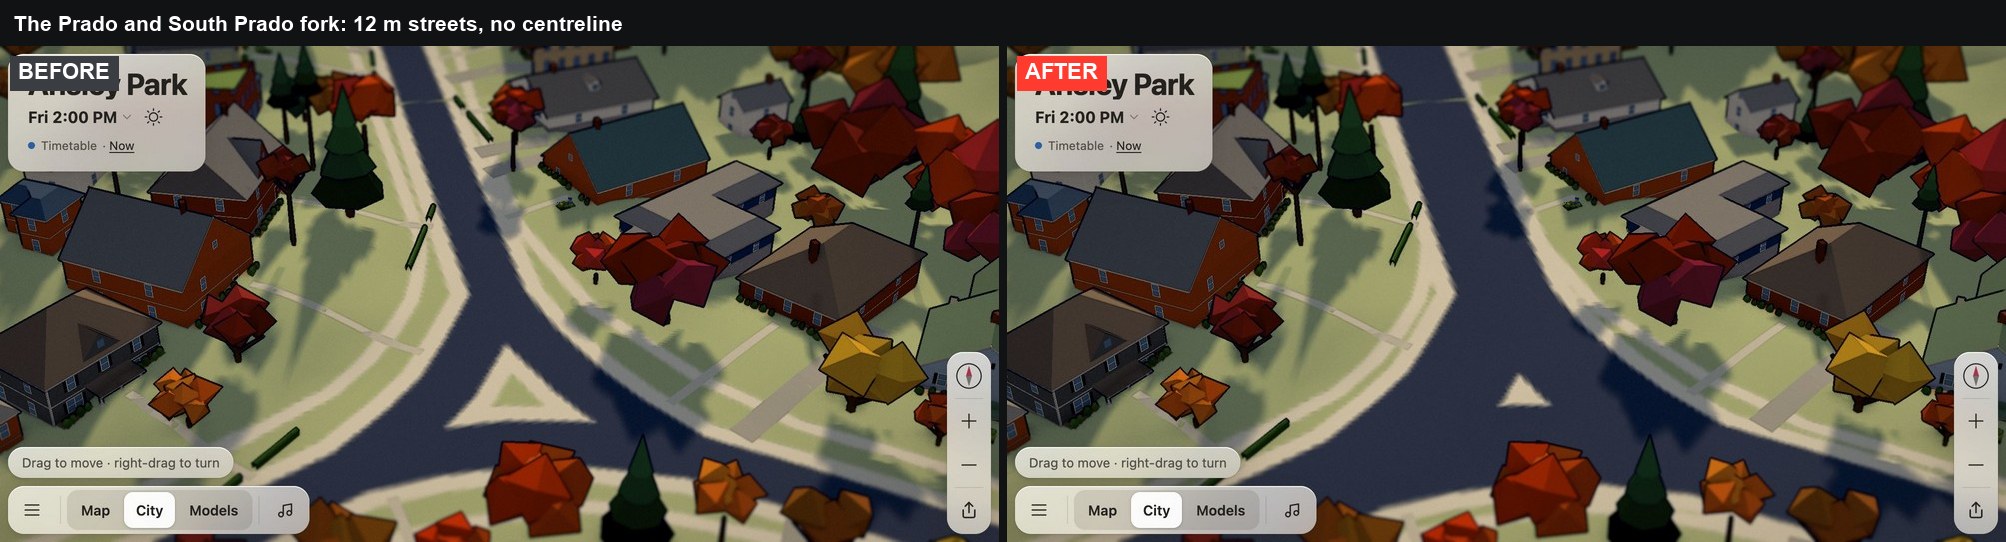 The Prado and South Prado fork: 12 m streets, no centreline
BEFORE
Ansley Park
Fri 2:00 PM
Timetable · Now
Drag to move · right-drag to turn
Map City Models
AFTER
Ansley Park
Fri 2:00 PM
Timetable · Now
Drag to move · right-drag to turn
Map City Models